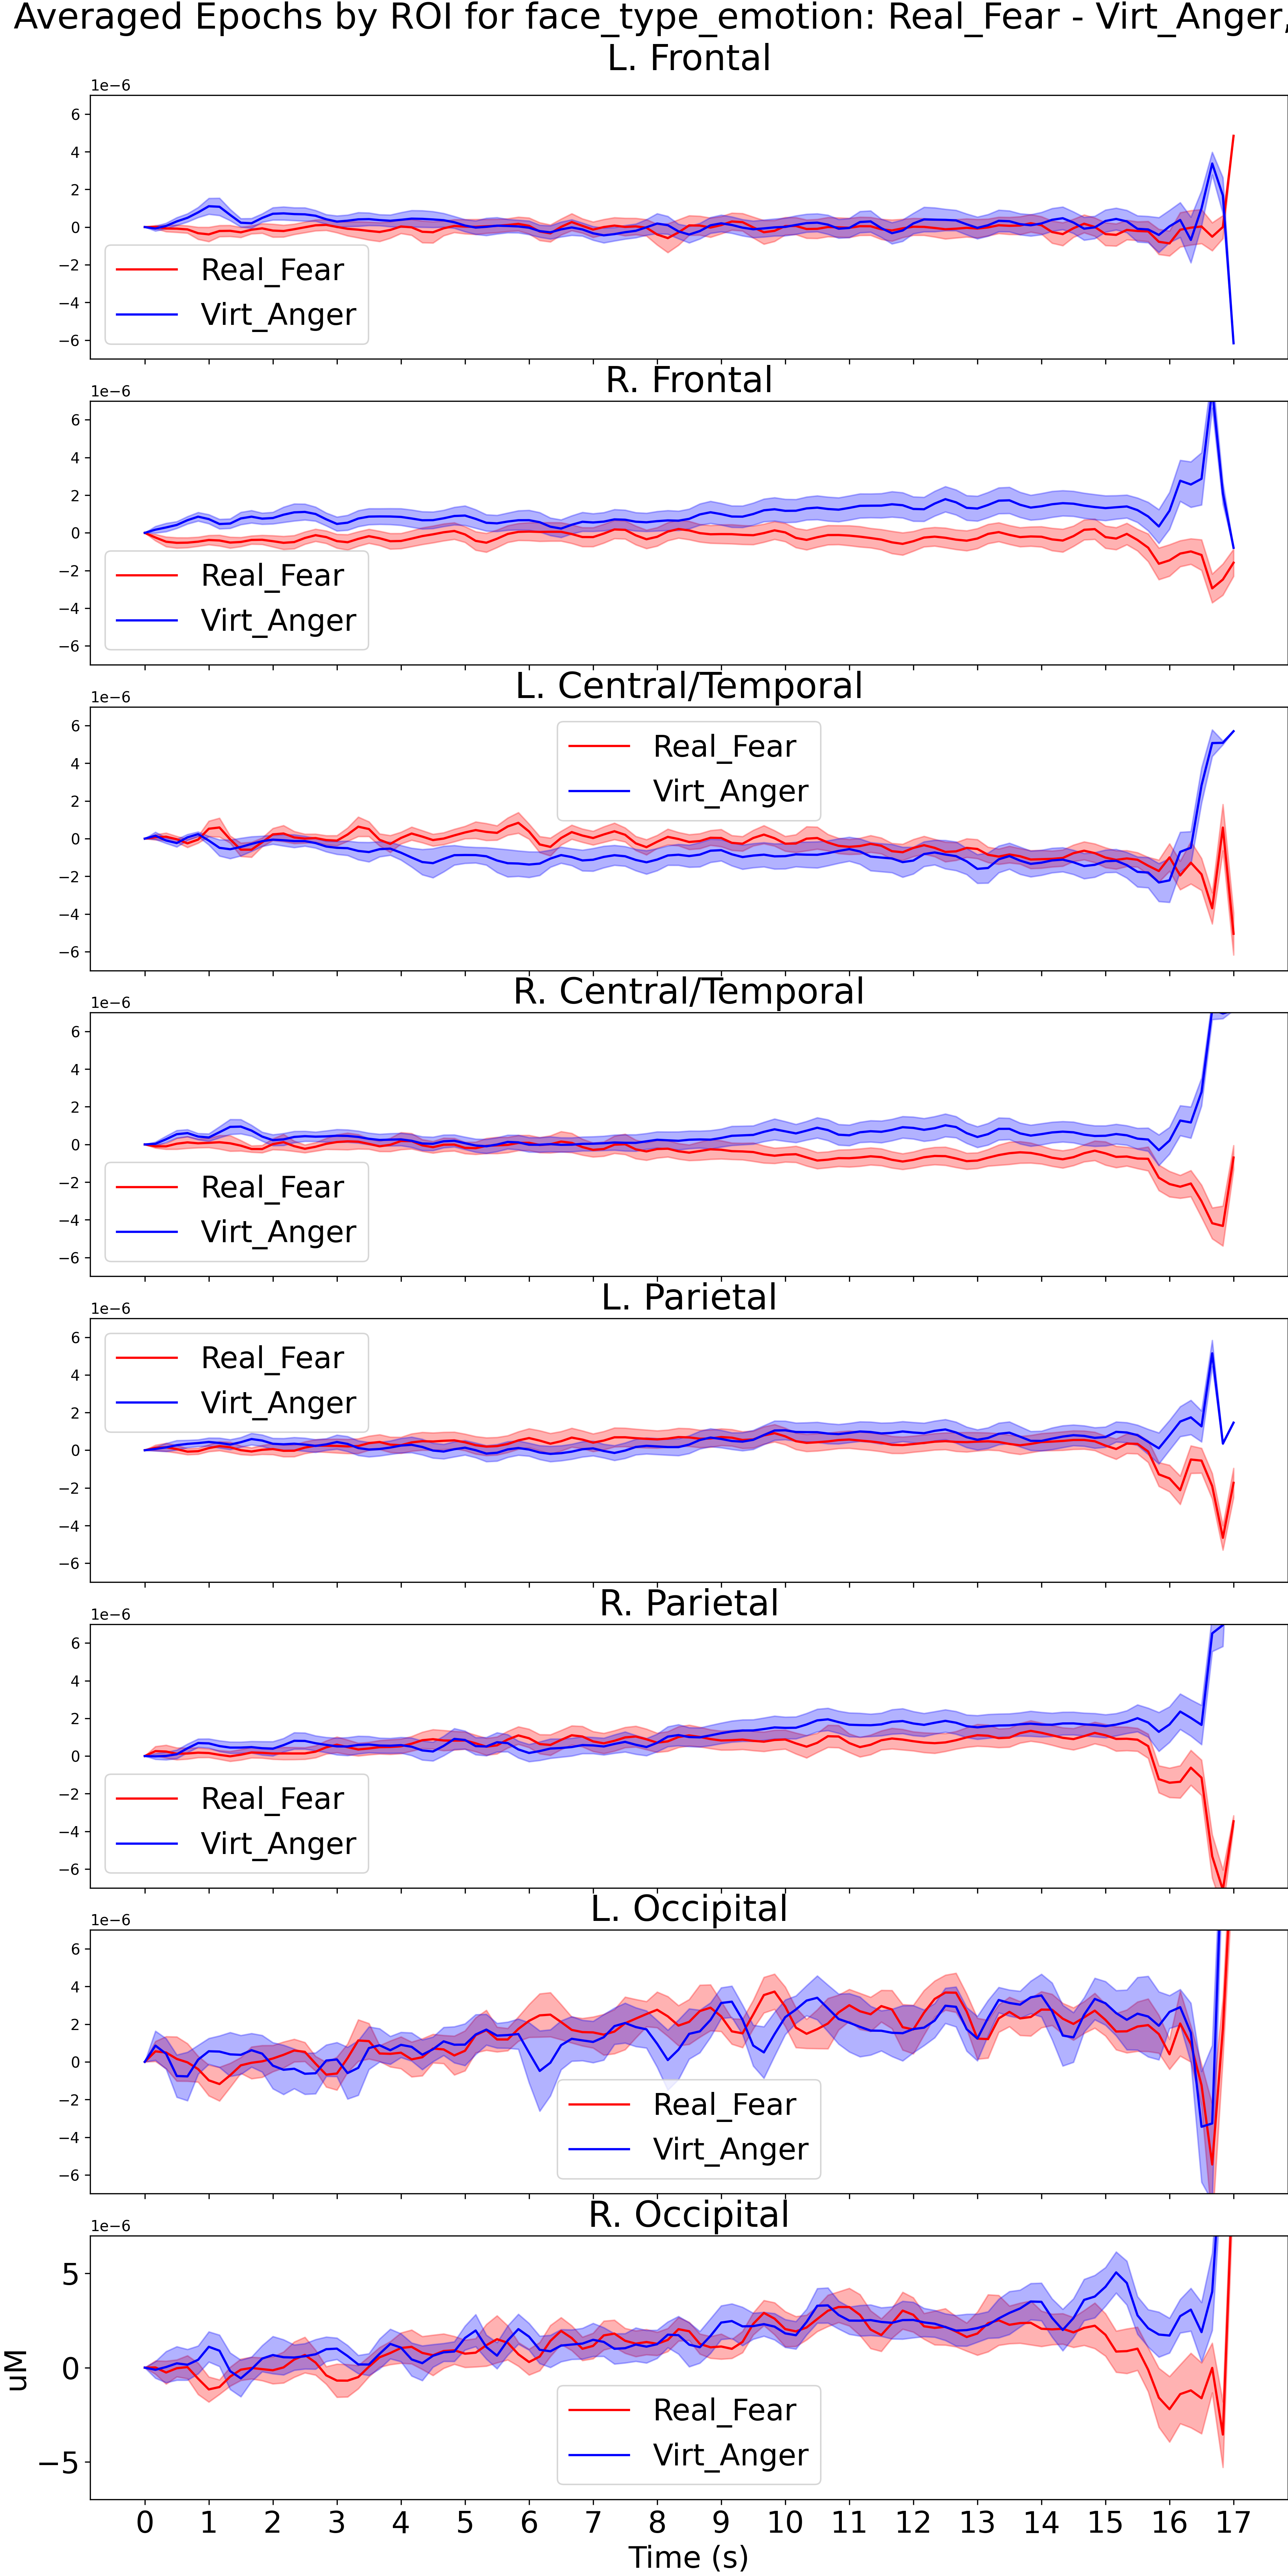 Averaged Epochs by ROI for face_type_emotion: Real_Fear - Virt_Anger,
L. Frontal
1e−6
6
4
2
0
−2
−4
−6
Real_Fear
Virt_Anger
R. Frontal
1e−6
6
4
2
0
−2
−4
−6
Real_Fear
Virt_Anger
L. Central/Temporal
1e−6
6
4
2
0
−2
−4
−6
Real_Fear
Virt_Anger
R. Central/Temporal
1e−6
6
4
2
0
−2
−4
−6
Real_Fear
Virt_Anger
L. Parietal
1e−6
6
4
2
0
−2
−4
−6
Real_Fear
Virt_Anger
R. Parietal
1e−6
6
4
2
0
−2
−4
−6
Real_Fear
Virt_Anger
L. Occipital
1e−6
6
4
2
0
−2
−4
−6
Real_Fear
Virt_Anger
R. Occipital
1e−6
5
0
−5
uM
Real_Fear
Virt_Anger
0 1 2 3 4 5 6 7 8 9 10 11 12 13 14 15 16 17
Time (s)